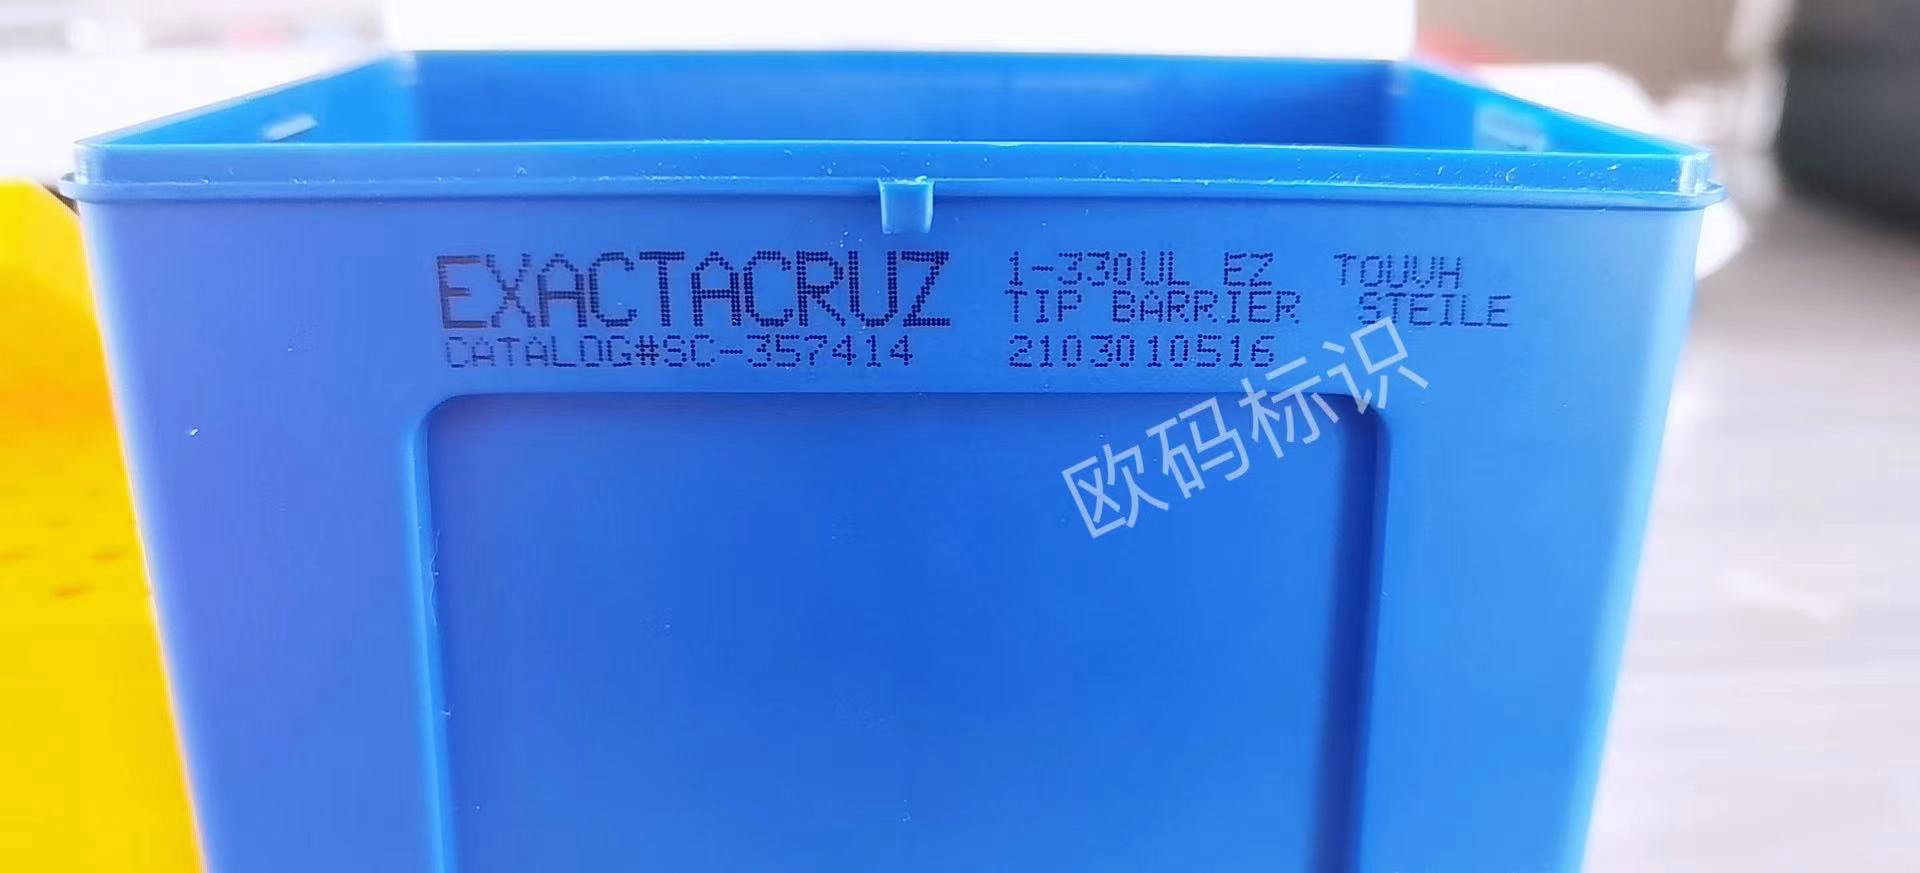 EXACTACRUZ
CATALOG#SC-357414
1-330UL EZ TOUVH
TIP BARRIER STEILE
2103010516
欧码标识